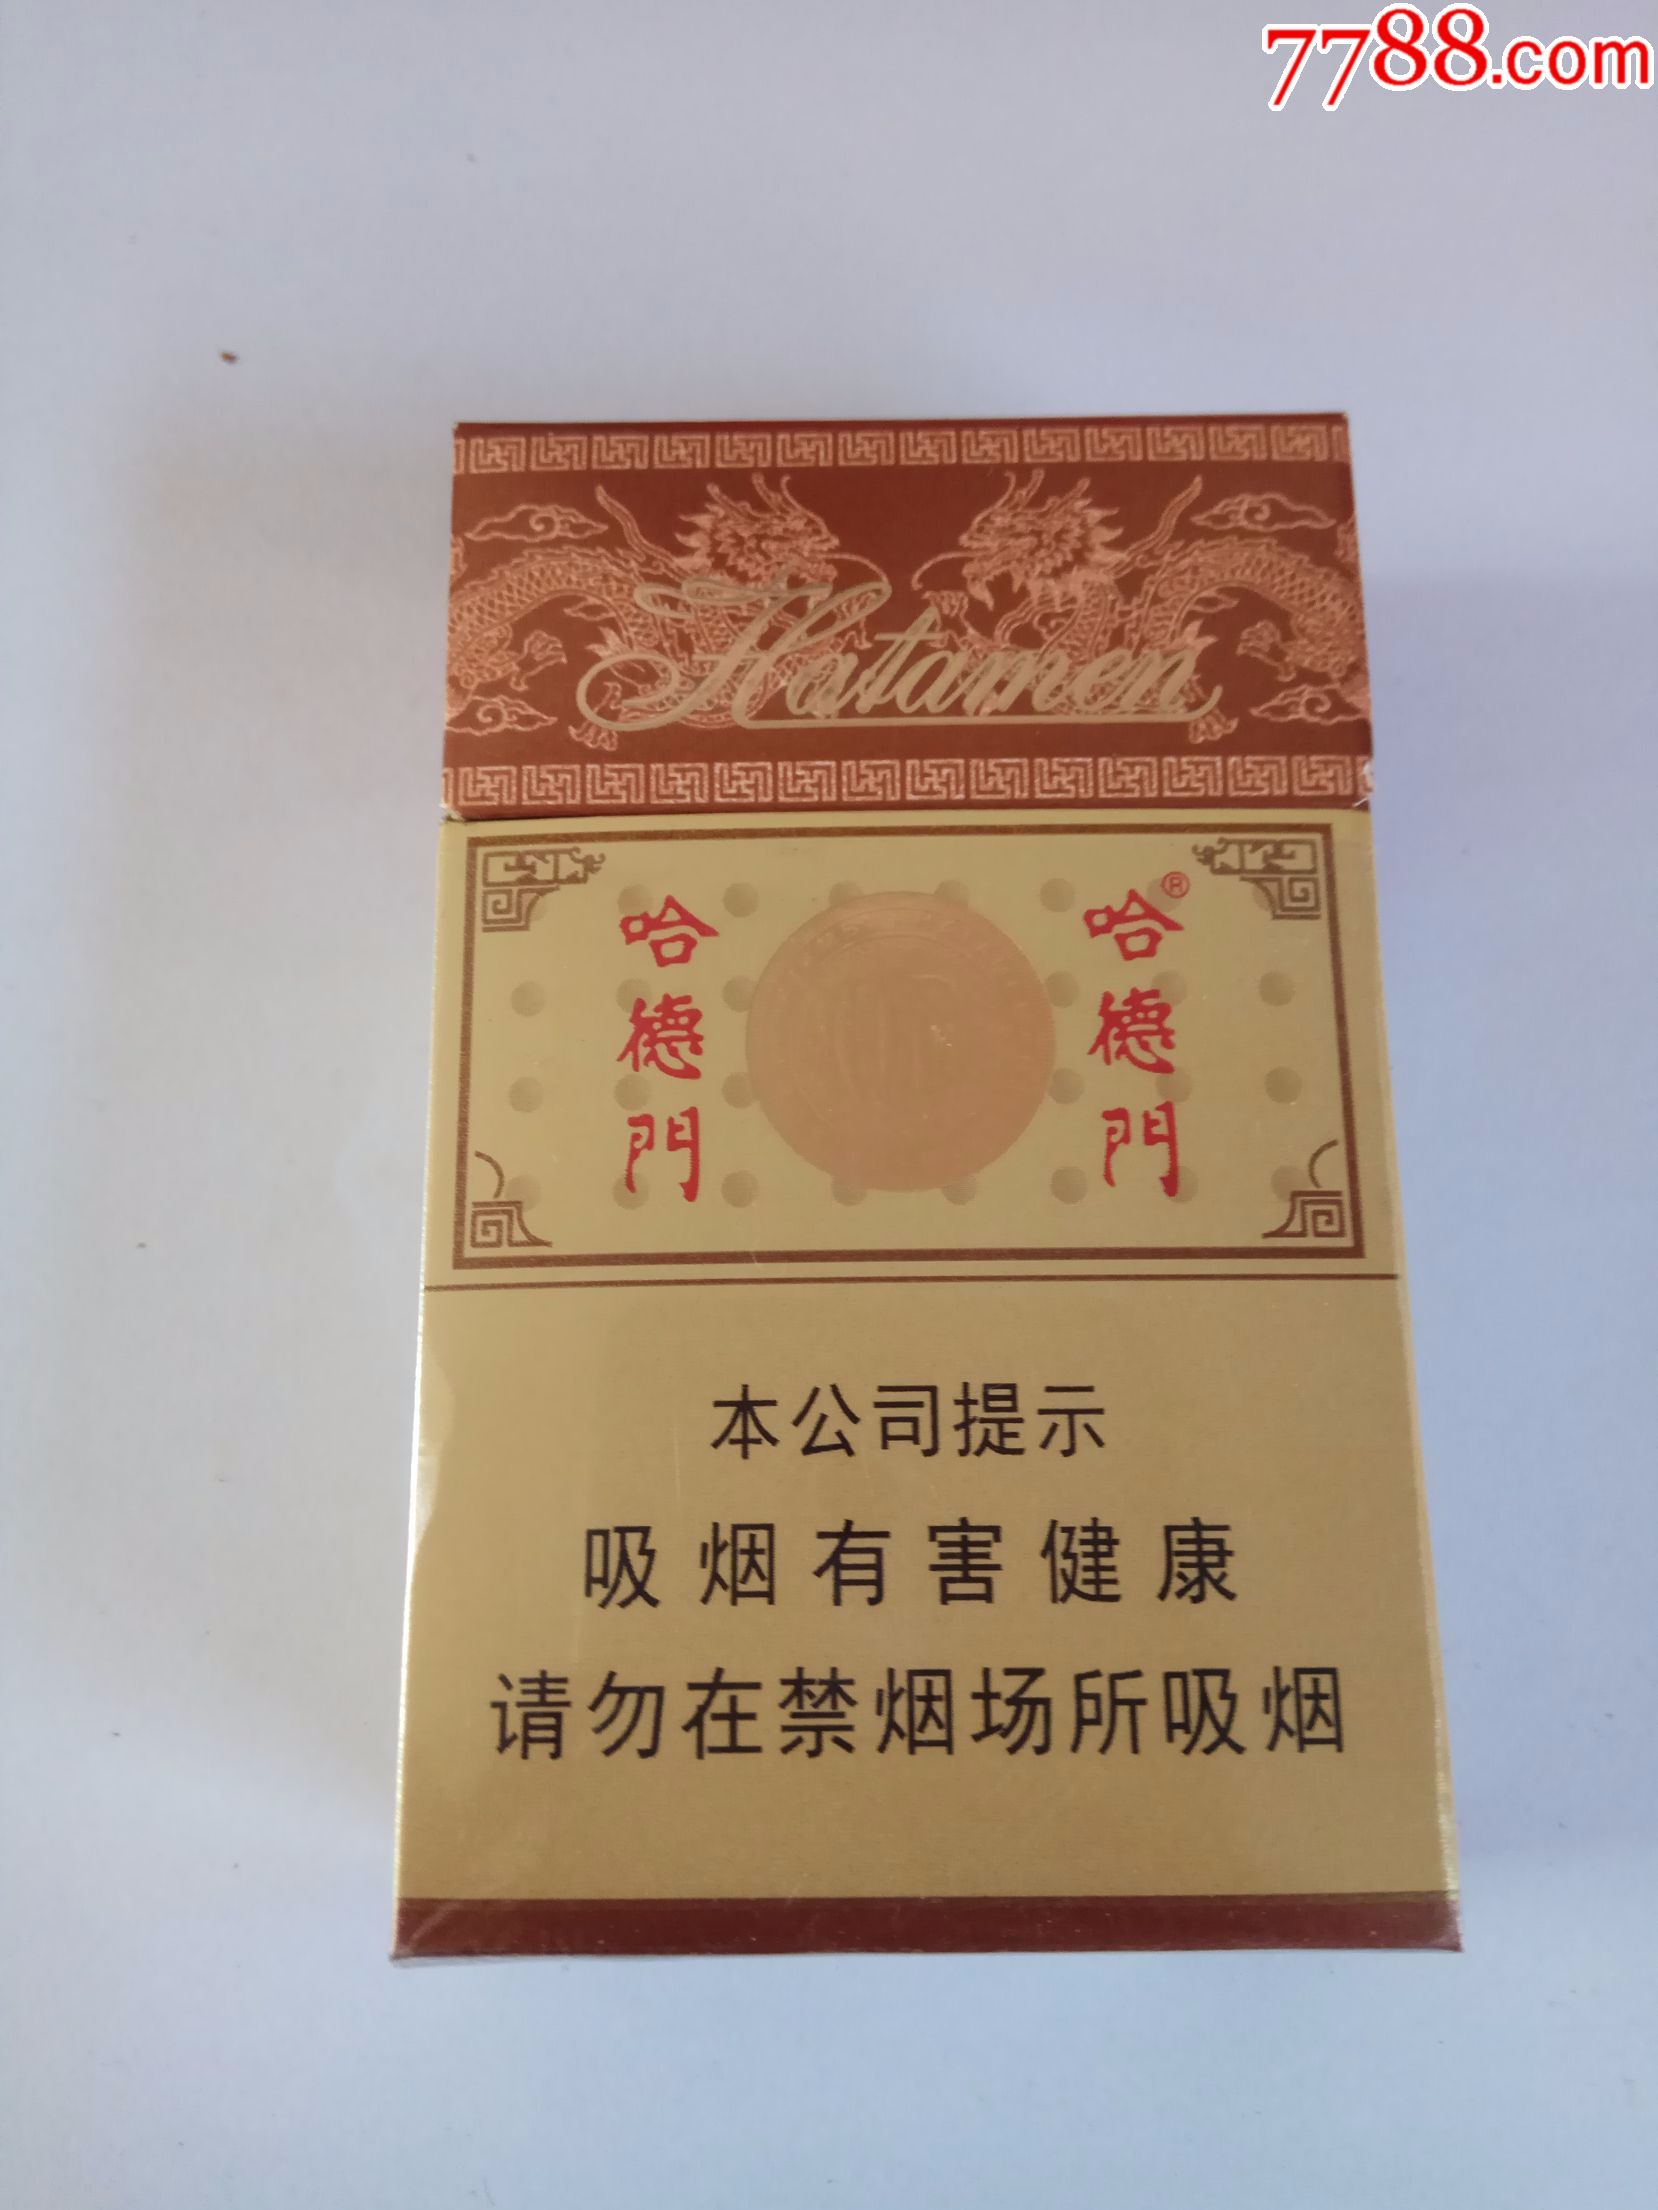 7788.com
Hatamen
哈德門
哈德門®
本公司提示
吸烟有害健康
请勿在禁烟场所吸烟